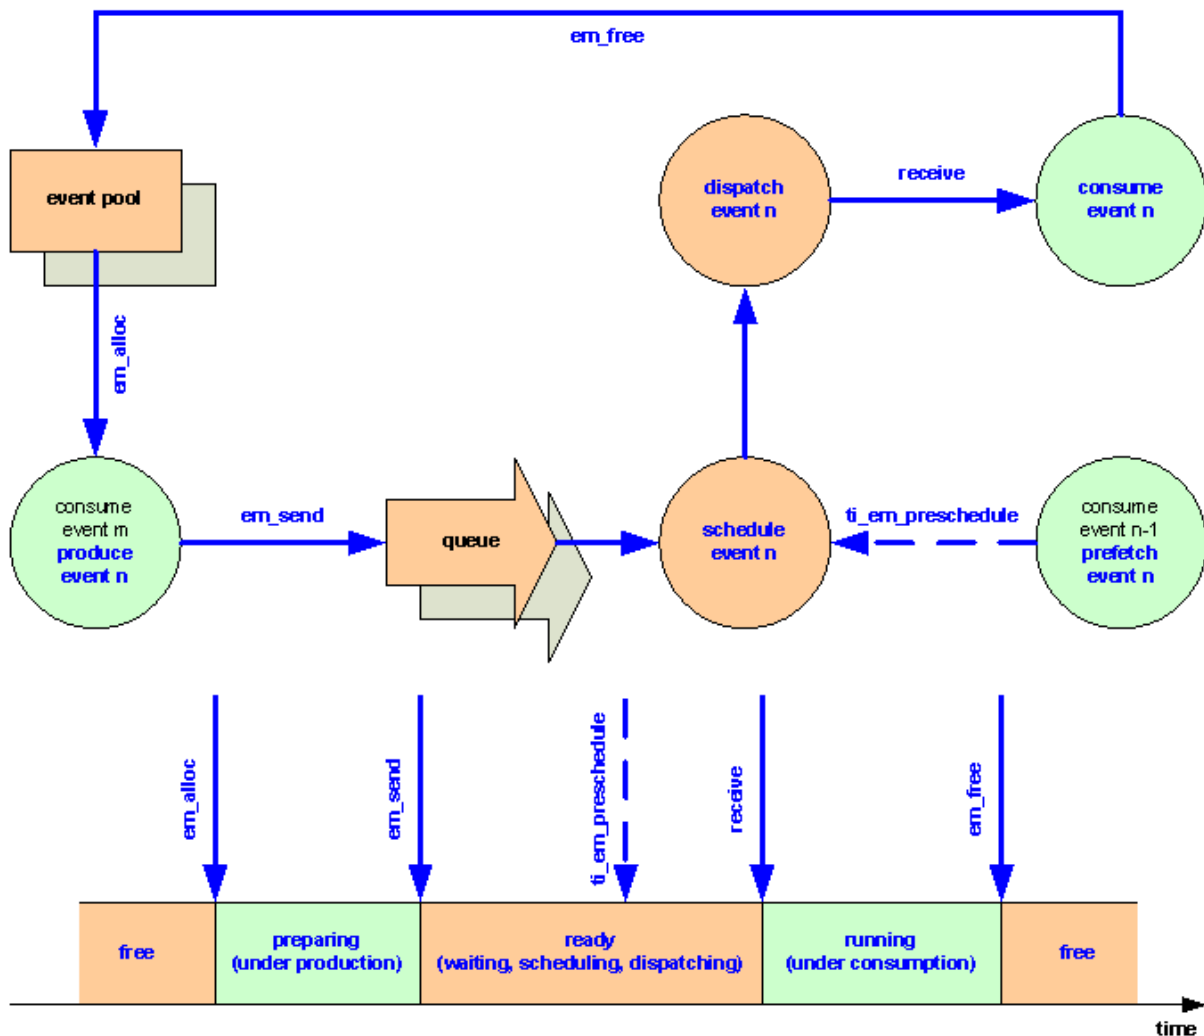 em_free
event pool
dispatch
event n
receive
consume
event n
em_alloc
consume
event m
produce
event n
em_send
queue
schedule
event n
ti_em_preschedule
consume
event n-1
prefetch
event n
em_alloc
em_send
ti_em_preschedule
receive
em_free
free
preparing
(under production)
ready
(waiting, scheduling, dispatching)
running
(under consumption)
free
time